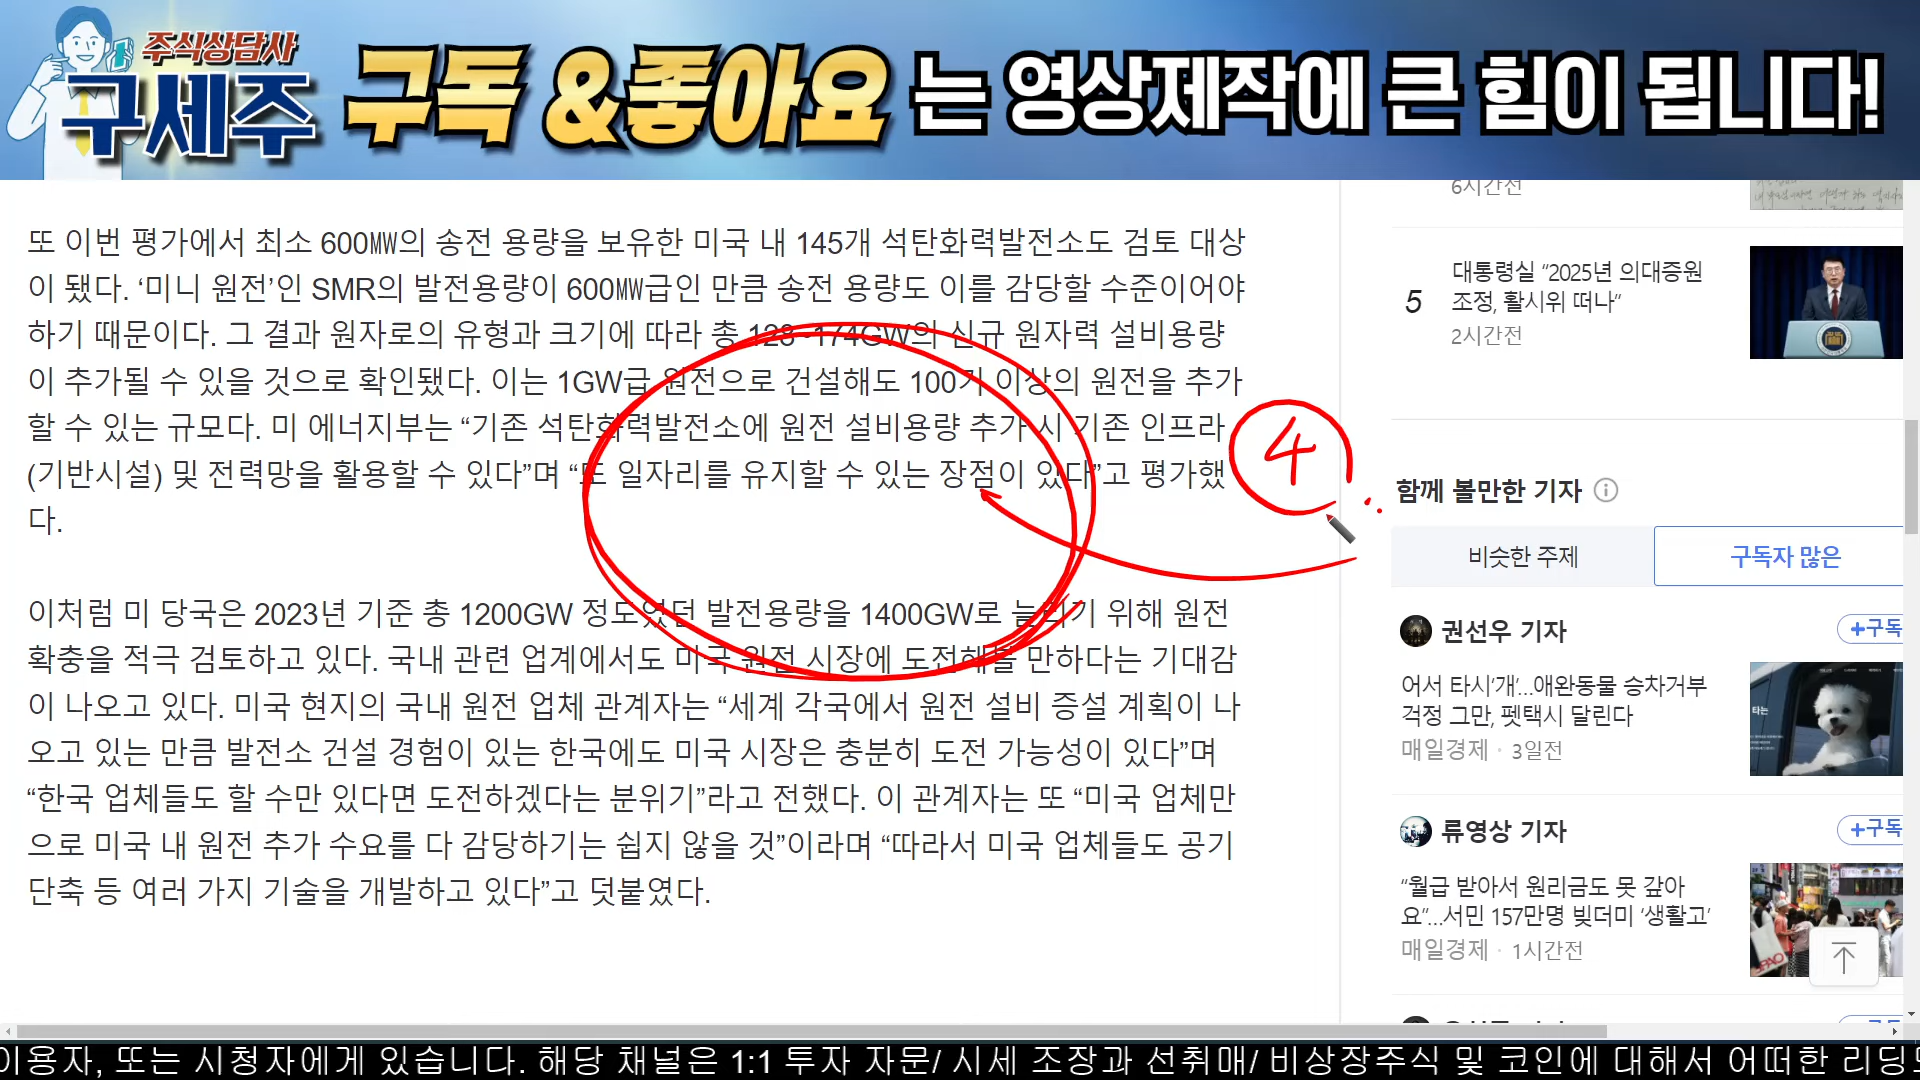 주식상담사
구세주
구독 &좋아요 는 영상제작에 큰 힘이 됩니다!
또 이번 평가에서 최소 600㎿의 송전 용량을 보유한 미국 내 145개 석탄화력발전소도 검토 대상
이 됐다. ‘미니 원전’인 SMR의 발전용량이 600㎿급인 만큼 송전 용량도 이를 감당할 수준이어야
하기 때문이다. 그 결과 원자로의 유형과 크기에 따라 총 128~174GW의 신규 원자력 설비용량
이 추가될 수 있을 것으로 확인됐다. 이는 1GW급 원전으로 건설해도 100기 이상의 원전을 추가
할 수 있는 규모다. 미 에너지부는 “기존 석탄화력발전소에 원전 설비용량 추가 시 기존 인프라
(기반시설) 및 전력망을 활용할 수 있다”며 “또 일자리를 유지할 수 있는 장점이 있다”고 평가했
다.
이처럼 미 당국은 2023년 기준 총 1200GW 정도였던 발전용량을 1400GW로 늘리기 위해 원전
확충을 적극 검토하고 있다. 국내 관련 업계에서도 미국 원전 시장에 도전해볼 만하다는 기대감
이 나오고 있다. 미국 현지의 국내 원전 업체 관계자는 “세계 각국에서 원전 설비 증설 계획이 나
오고 있는 만큼 발전소 건설 경험이 있는 한국에도 미국 시장은 충분히 도전 가능성이 있다”며
“한국 업체들도 할 수만 있다면 도전하겠다는 분위기”라고 전했다. 이 관계자는 또 “미국 업체만
으로 미국 내 원전 추가 수요를 다 감당하기는 쉽지 않을 것”이라며 “따라서 미국 업체들도 공기
단축 등 여러 가지 기술을 개발하고 있다”고 덧붙였다.
4
6시간전
5
대통령실 “2025년 의대증원
조정, 활시위 떠나”
2시간전
함께 볼만한 기자
비슷한 주제
구독자 많은
권선우 기자
+구독
어서 타시‘개’…애완동물 승차거부
걱정 그만, 펫택시 달린다
매일경제 · 3일전
타는
류영상 기자
+구독
“월급 받아서 원리금도 못 갚아
요”…서민 157만명 빚더미 ‘생활고’
매일경제 · 1시간전
이용자, 또는 시청자에게 있습니다. 해당 채널은 1:1 투자 자문/ 시세 조장과 선취매/ 비상장주식 및 코인에 대해서 어떠한 리딩도